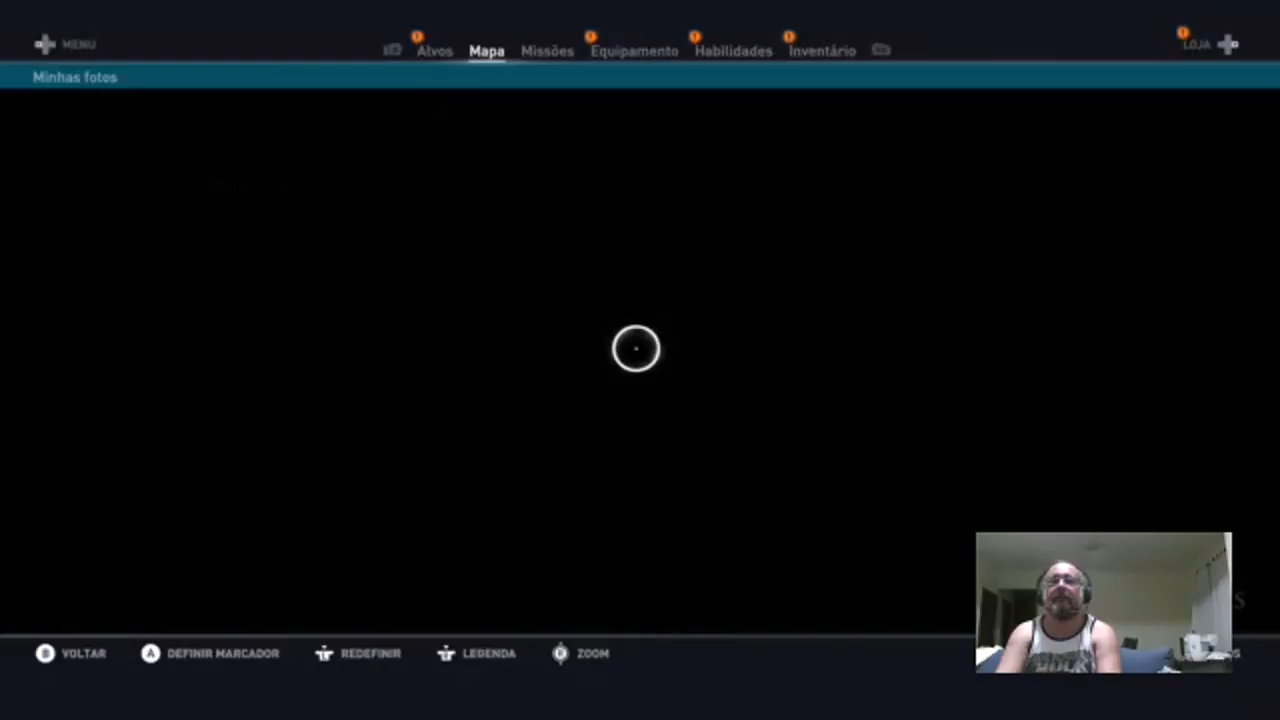 MENU
Alvos Mapa Missões Equipamento Habilidades Inventário
LOJA
Minhas fotos
B VOLTAR A DEFINIR MARCADOR L REDEFINIR LEGENDA R ZOOM